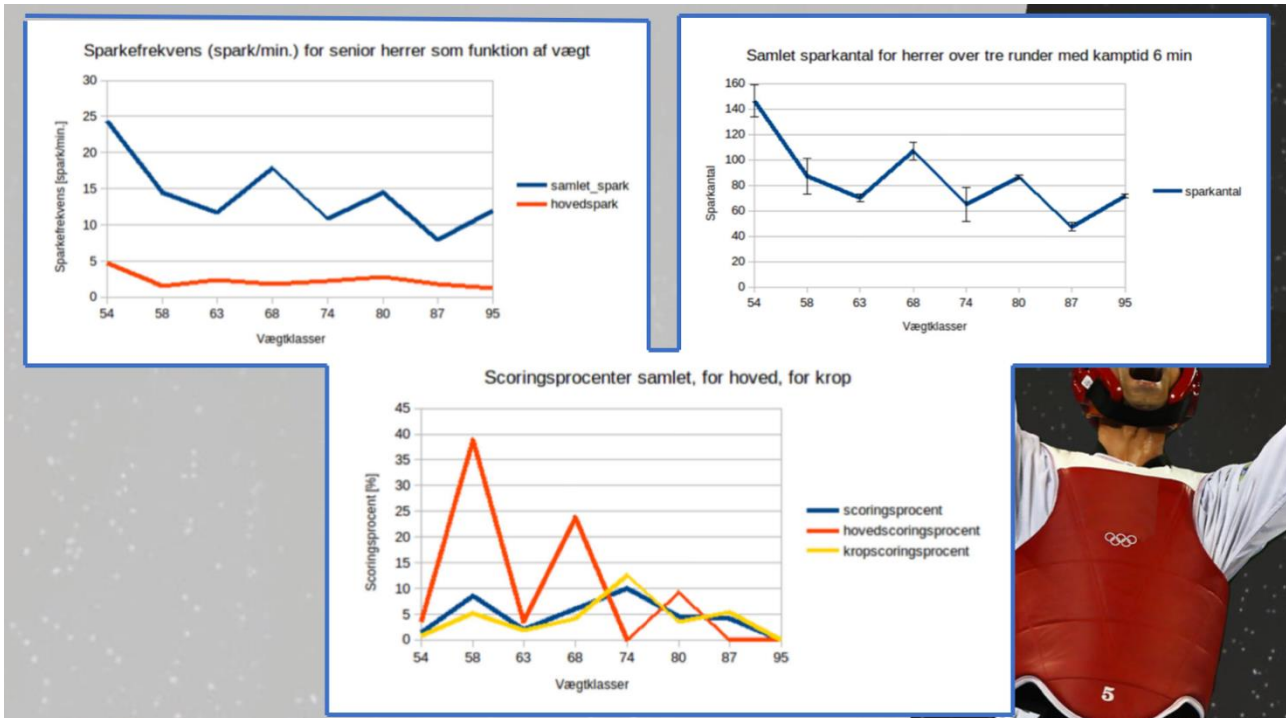 Sparkefrekvens (spark/min.) for senior herrer som funktion af vægt
Sparkefrekvens [spark/min.]
30
25
20
15
10
5
0
54 58 63 68 74 80 87 95
Vægtklasser
samlet_spark
hovedspark
Samlet sparkantal for herrer over tre runder med kamptid 6 min
Sparkantal
160
140
120
100
80
60
40
20
0
54 58 63 68 74 80 87 95
Vægtklasser
sparkantal
Scoringsprocenter samlet, for hoved, for krop
Scoringsprocent [%]
45
40
35
30
25
20
15
10
5
0
54 58 63 68 74 80 87 95
Vægtklasser
scoringsprocent
hovedscoringsprocent
kropscoringsprocent
5